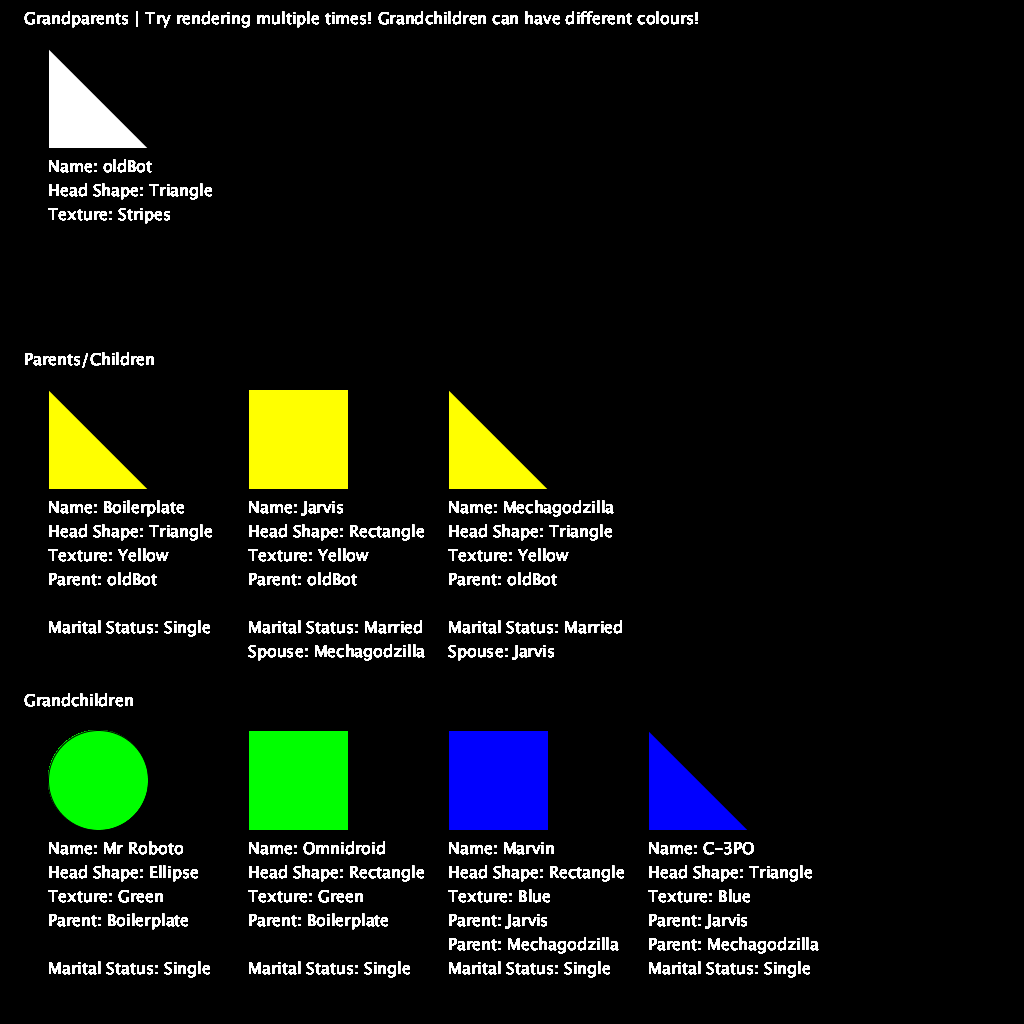 Grandparents | Try rendering multiple times! Grandchildren can have different colours!
Name: oldBot
Head Shape: Triangle
Texture: Stripes
Parents/Children
Name: Boilerplate
Head Shape: Triangle
Texture: Yellow
Parent: oldBot
Marital Status: Single
Name: Jarvis
Head Shape: Rectangle
Texture: Yellow
Parent: oldBot
Marital Status: Married
Spouse: Mechagodzilla
Name: Mechagodzilla
Head Shape: Triangle
Texture: Yellow
Parent: oldBot
Marital Status: Married
Spouse: Jarvis
Grandchildren
Name: Mr Roboto
Head Shape: Ellipse
Texture: Green
Parent: Boilerplate
Marital Status: Single
Name: Omnidroid
Head Shape: Rectangle
Texture: Green
Parent: Boilerplate
Marital Status: Single
Name: Marvin
Head Shape: Rectangle
Texture: Blue
Parent: Jarvis
Parent: Mechagodzilla
Marital Status: Single
Name: C-3PO
Head Shape: Triangle
Texture: Blue
Parent: Jarvis
Parent: Mechagodzilla
Marital Status: Single